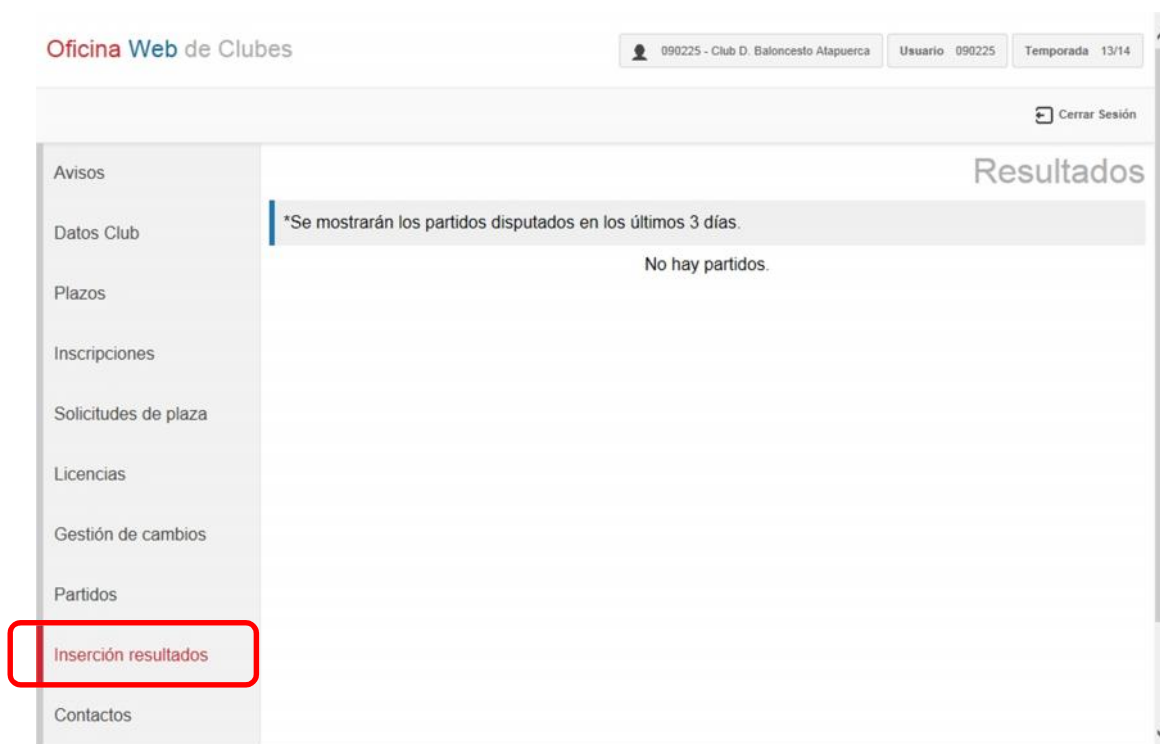 Oficina Web de Clubes
090225 - Club D. Baloncesto Atapuerca
Usuario 090225
Temporada 13/14
Cerrar Sesión
Avisos
Datos Club
Plazos
Inscripciones
Solicitudes de plaza
Licencias
Gestión de cambios
Partidos
Inserción resultados
Contactos
Resultados
*Se mostrarán los partidos disputados en los últimos 3 días.
No hay partidos.